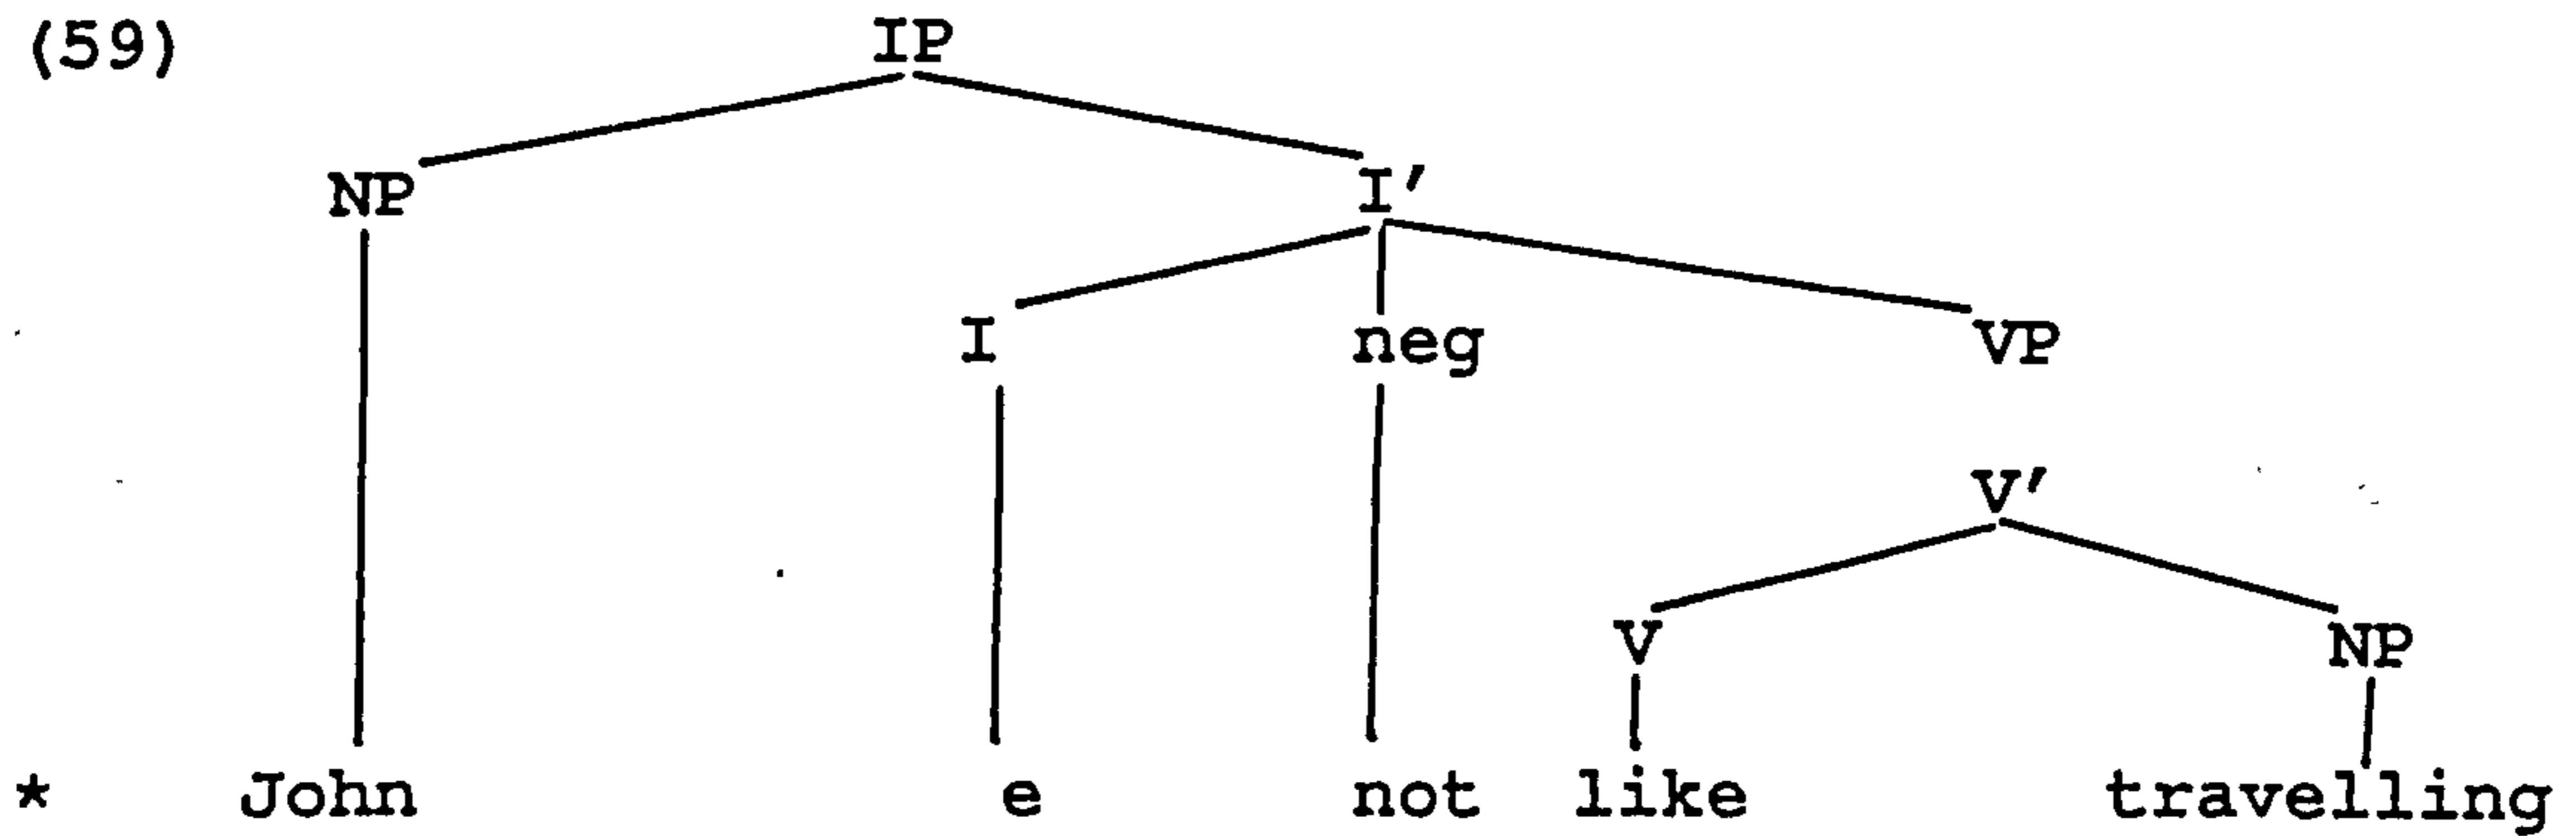 (59) IP
NP I'
I neg VP
V'
V NP
* John e not like travelling